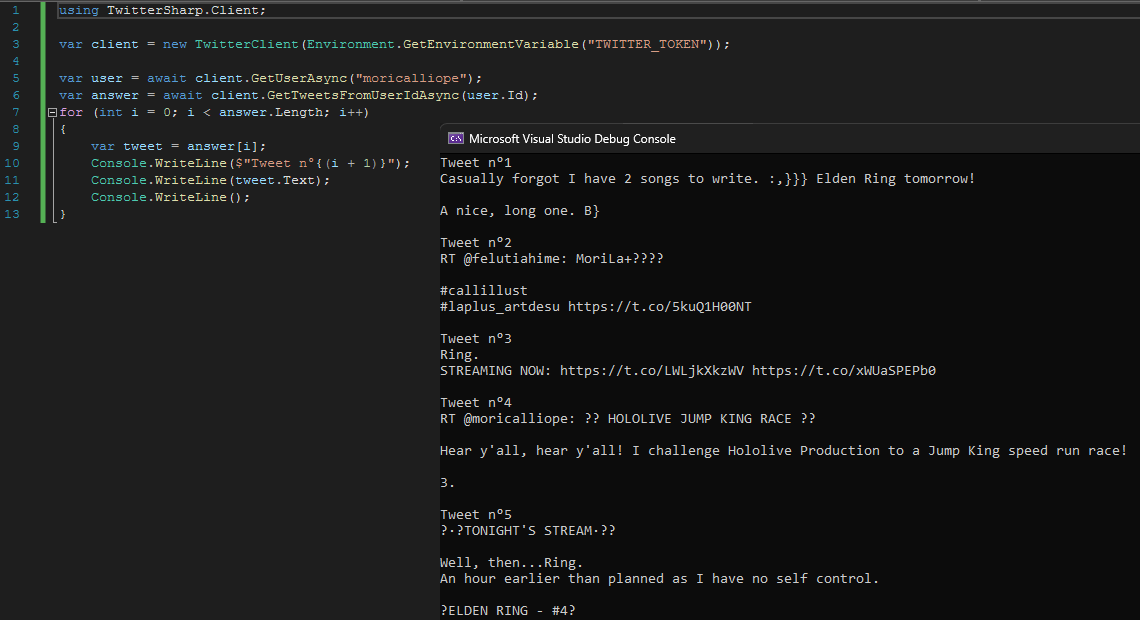 1 using TwitterSharp.Client;
2
3 var client = new TwitterClient(Environment.GetEnvironmentVariable("TWITTER_TOKEN"));
4
5 var user = await client.GetUserAsync("moricalliope");
6 var answer = await client.GetTweetsFromUserIdAsync(user.Id);
7 for (int i = 0; i < answer.Length; i++)
8 {
9 var tweet = answer[i];
10 Console.WriteLine($"Tweet n°{(i + 1)}");
11 Console.WriteLine(tweet.Text);
12 Console.WriteLine();
13 }
Microsoft Visual Studio Debug Console
Tweet nº1
Casually forgot I have 2 songs to write. :,}}} Elden Ring tomorrow!
A nice, long one. B}
Tweet nº2
RT @felutiahime: MoriLa+????
#callillust
#laplus_artdesu https://t.co/5kuQ1H00NT
Tweet nº3
Ring.
STREAMING NOW: https://t.co/LWLjkXkzWV https://t.co/xWUaSPEPb0
Tweet nº4
RT @moricalliope: ?? HOLOLIVE JUMP KING RACE ??
Hear y'all, hear y'all! I challenge Hololive Production to a Jump King speed run race!
3.
Tweet nº5
?·?TONIGHT'S STREAM·??
Well, then...Ring.
An hour earlier than planned as I have no self control.
?ELDEN RING - #4?